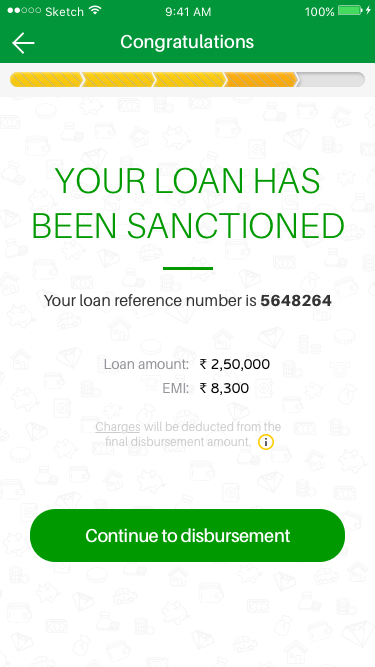 Sketch 9:41 AM 100%
Congratulations
YOUR LOAN HAS
BEEN SANCTIONED
Your loan reference number is 5648264
Loan amount: ₹ 2,50,000
EMI: ₹ 8,300
Charges will be deducted from the
final disbursement amount.
Continue to disbursement